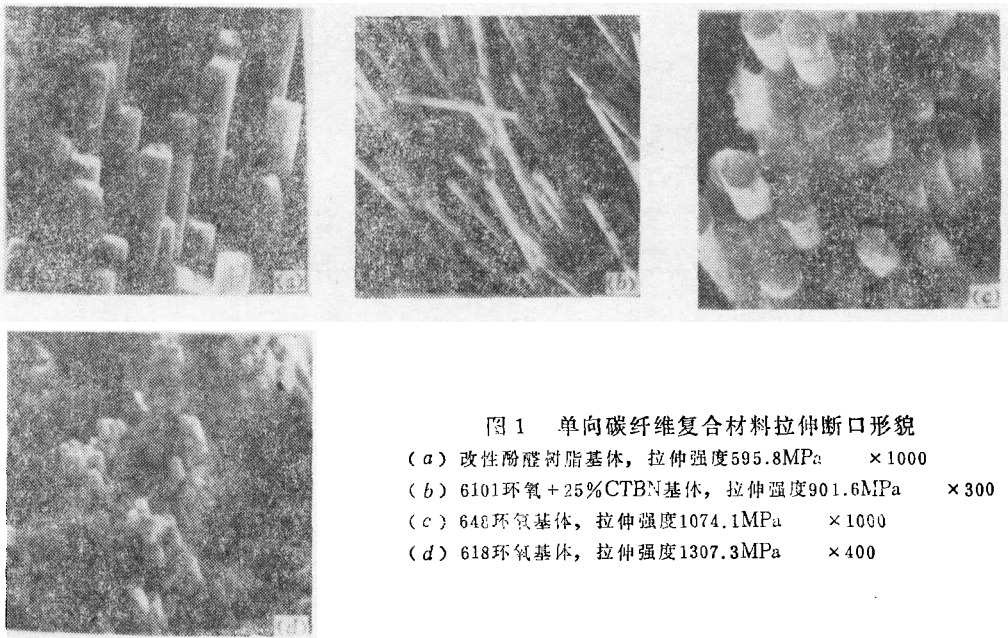 (a)
(b)
(c)
(d)
图1 单向碳纤维复合材料拉伸断口形貌
(a) 改性酚醛树脂基体, 拉伸强度595.8MPa ×1000
(b) 6101环氧+25%CTBN基体, 拉伸强度901.6MPa ×300
(c) 648环氧基体, 拉伸强度1074.1MPa ×1000
(d) 618环氧基体, 拉伸强度1307.3MPa ×400